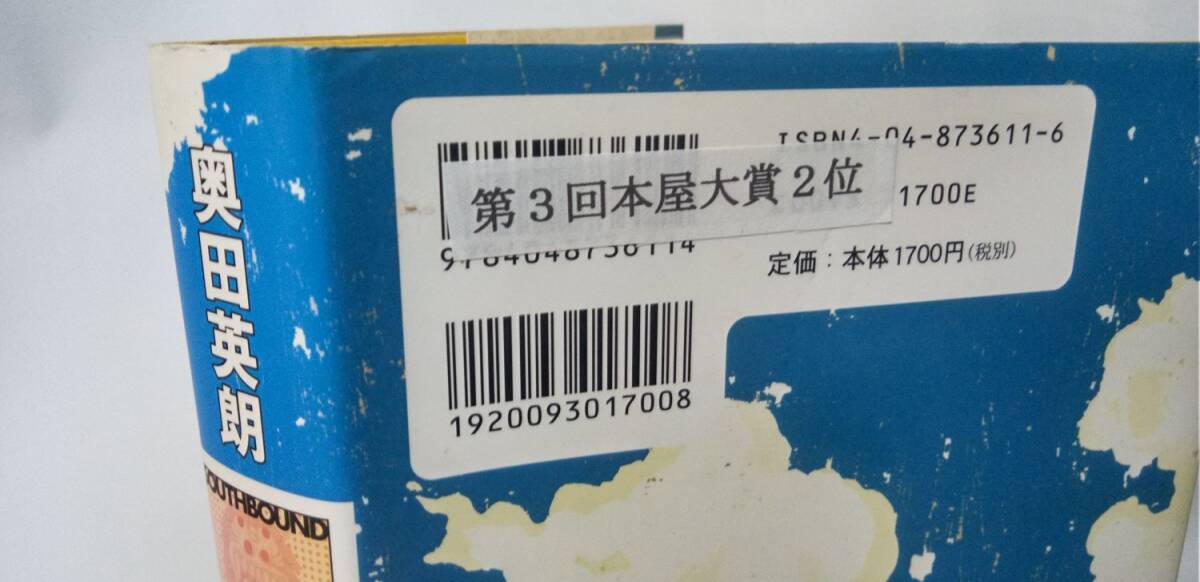 奥田英朗
SOUTHBOUND
ISBN4-04-873611-6
第3回本屋大賞2位
1700E
9784048736114
定価：本体1700円(税別)
1920093017008